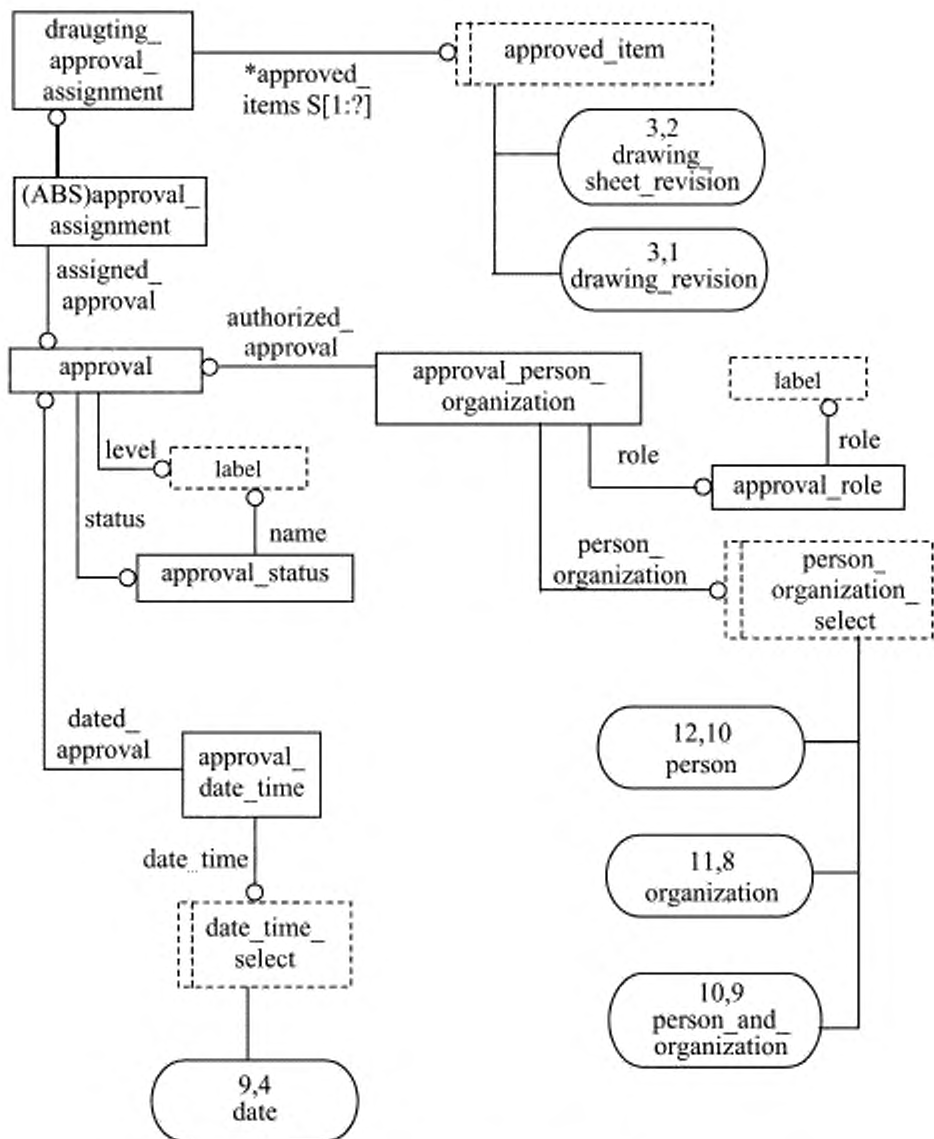 draugting_
approval_
assignment
*approved_
items S[1:?]
approved_item
3,2
drawing_
sheet_revision
3,1
drawing_revision
(ABS)approval_
assignment
assigned_
approval
approval
authorized_
approval
approval_person_
organization
label
role
approval_role
role
level
label
status
name
approval_status
person_
organization
person_
organization_
select
12,10
person
11,8
organization
10,9
person_and_
organization
dated_
approval
approval_
date_time
date_time
date_time_
select
9,4
date